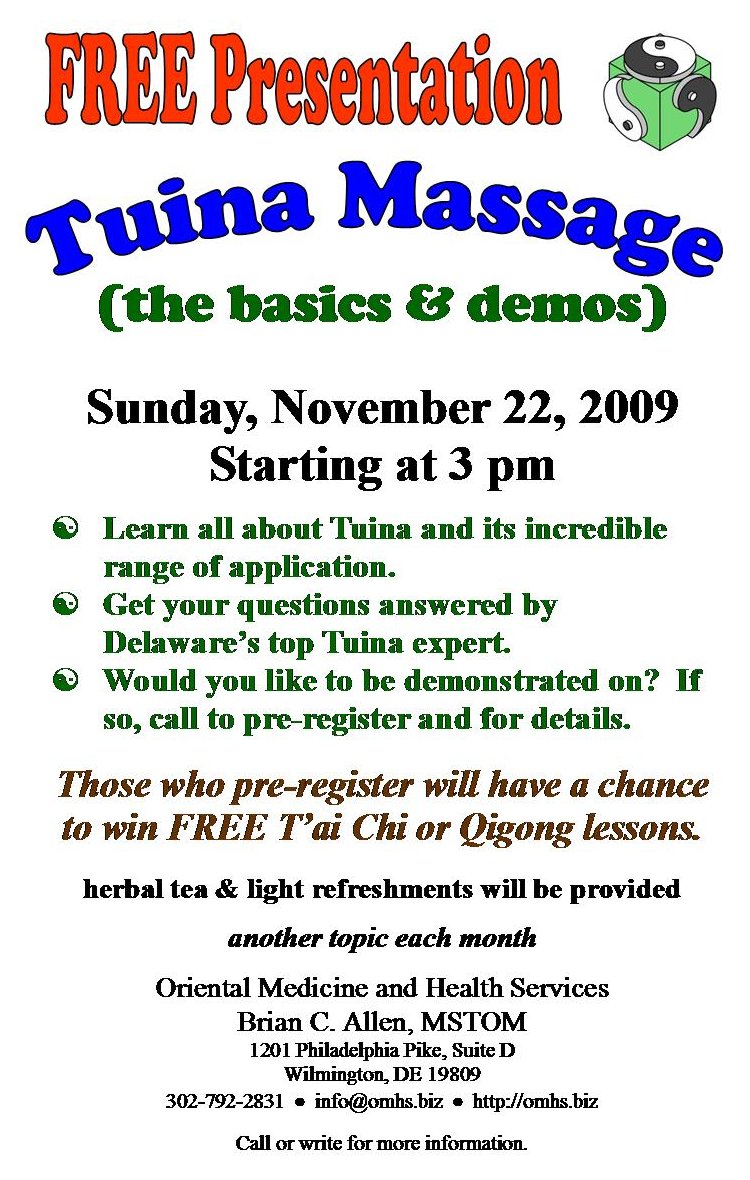 FREE Presentation
Tuina Massage
(the basics & demos)
Sunday, November 22, 2009
Starting at 3 pm
Learn all about Tuina and its incredible
range of application.
Get your questions answered by
Delaware's top Tuina expert.
Would you like to be demonstrated on?  If
so, call to pre-register and for details.
Those who pre-register will have a chance
to win FREE T'ai Chi or Qigong lessons.
herbal tea & light refreshments will be provided
another topic each month
Oriental Medicine and Health Services
Brian C. Allen, MSTOM
1201 Philadelphia Pike, Suite D
Wilmington, DE 19809
302-792-2831 • info@omhs.biz • http://omhs.biz
Call or write for more information.